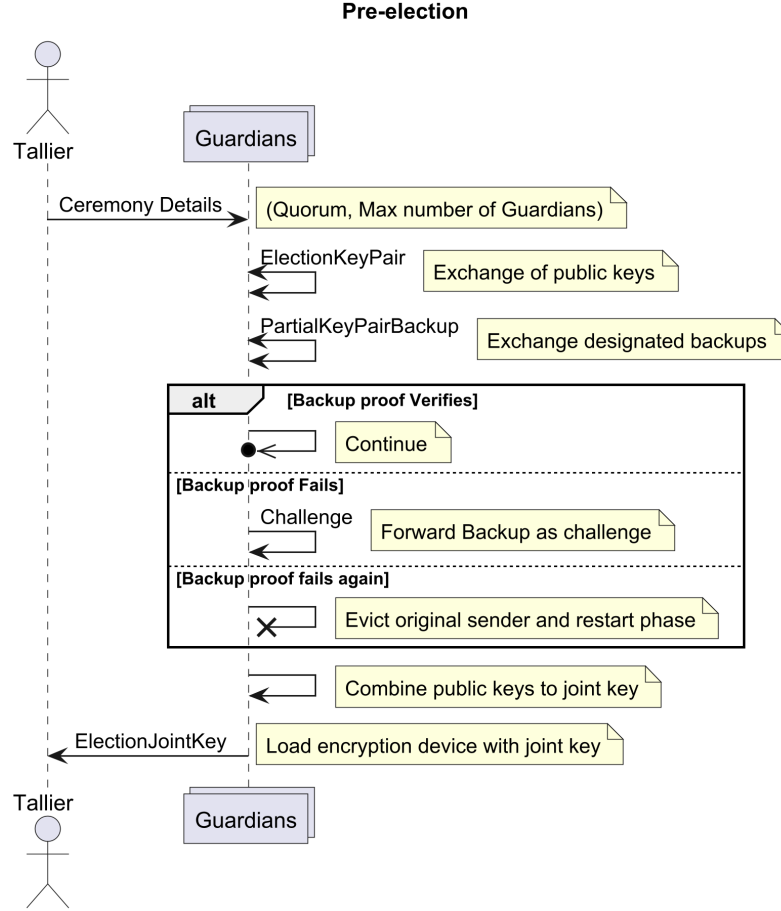 Pre-election
Tallier
Guardians
Ceremony Details
(Quorum, Max number of Guardians)
ElectionKeyPair
Exchange of public keys
PartialKeyPairBackup
Exchange designated backups
alt
[Backup proof Verifies]
Continue
[Backup proof Fails]
Challenge
Forward Backup as challenge
[Backup proof fails again]
Evict original sender and restart phase
Combine public keys to joint key
ElectionJointKey
Load encryption device with joint key
Tallier
Guardians